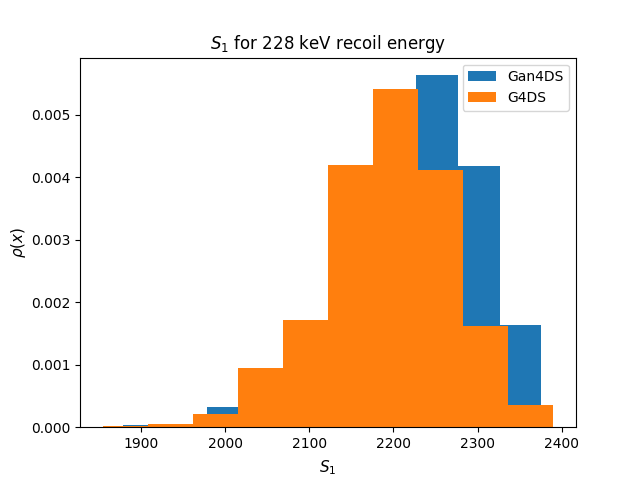 S₁ for 228 keV recoil energy
Gan4DS
G4DS
ρ(x)
0.005
0.004
0.003
0.002
0.001
0.000
1900 2000 2100 2200 2300 2400
S₁